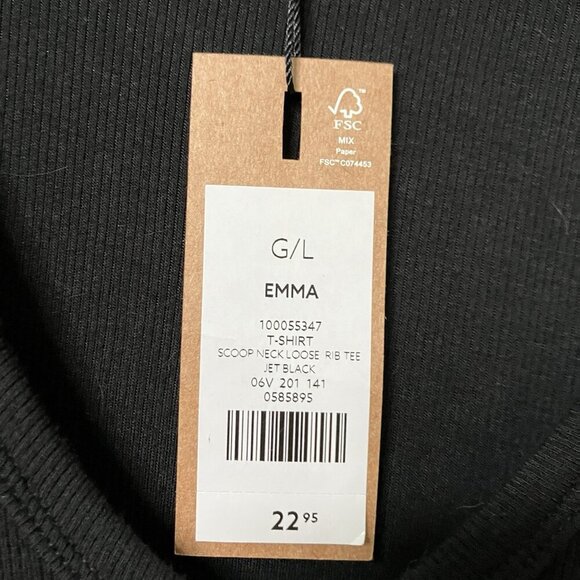 FSC™
MIX
Paper
FSC™ C074453
G/L
EMMA
100055347
T-SHIRT
SCOOP NECK LOOSE RIB TEE
JET BLACK
06V 201 141
0585895
22 95